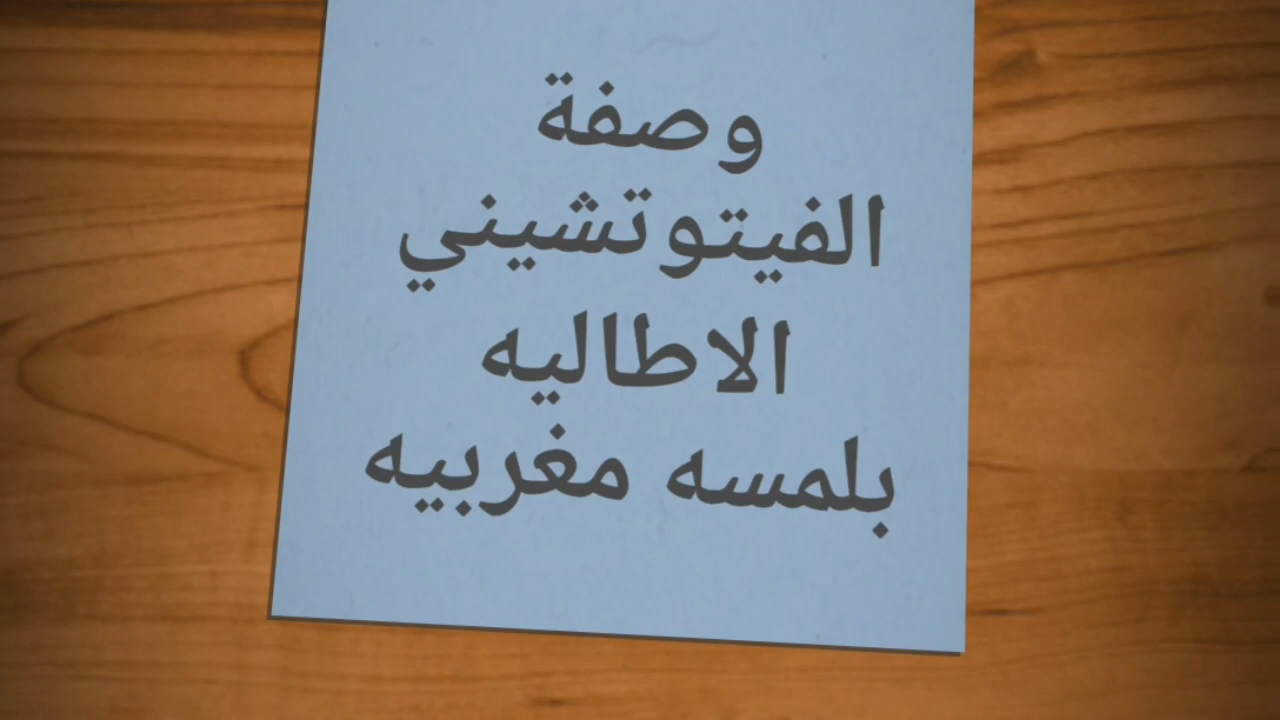 وصفة
الفيتوتشيني
الاطاليه
بلمسه مغربيه